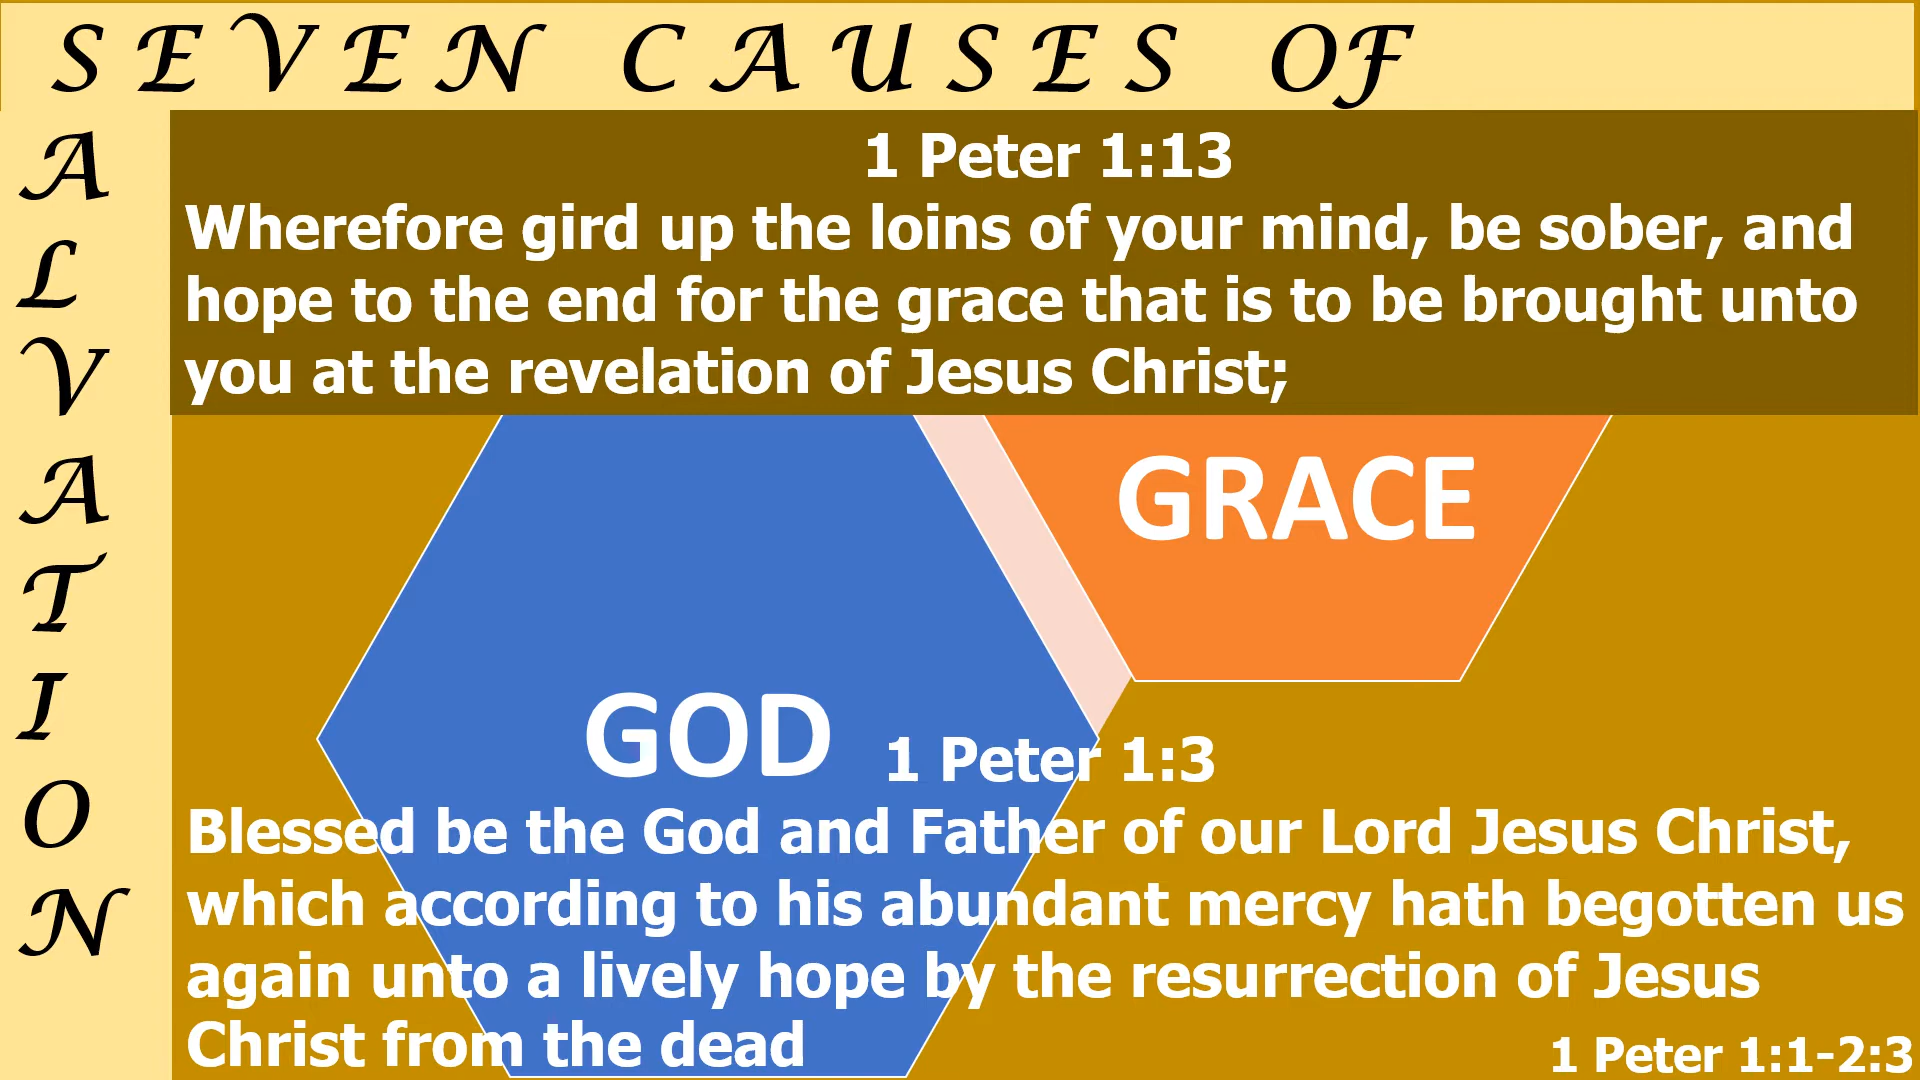 SEVEN CAUSES OF
SALVATION
1 Peter 1:13
Wherefore gird up the loins of your mind, be sober, and
hope to the end for the grace that is to be brought unto
you at the revelation of Jesus Christ;
GRACE
GOD
1 Peter 1:3
Blessed be the God and Father of our Lord Jesus Christ,
which according to his abundant mercy hath begotten us
again unto a lively hope by the resurrection of Jesus
Christ from the dead
1 Peter 1:1-2:3